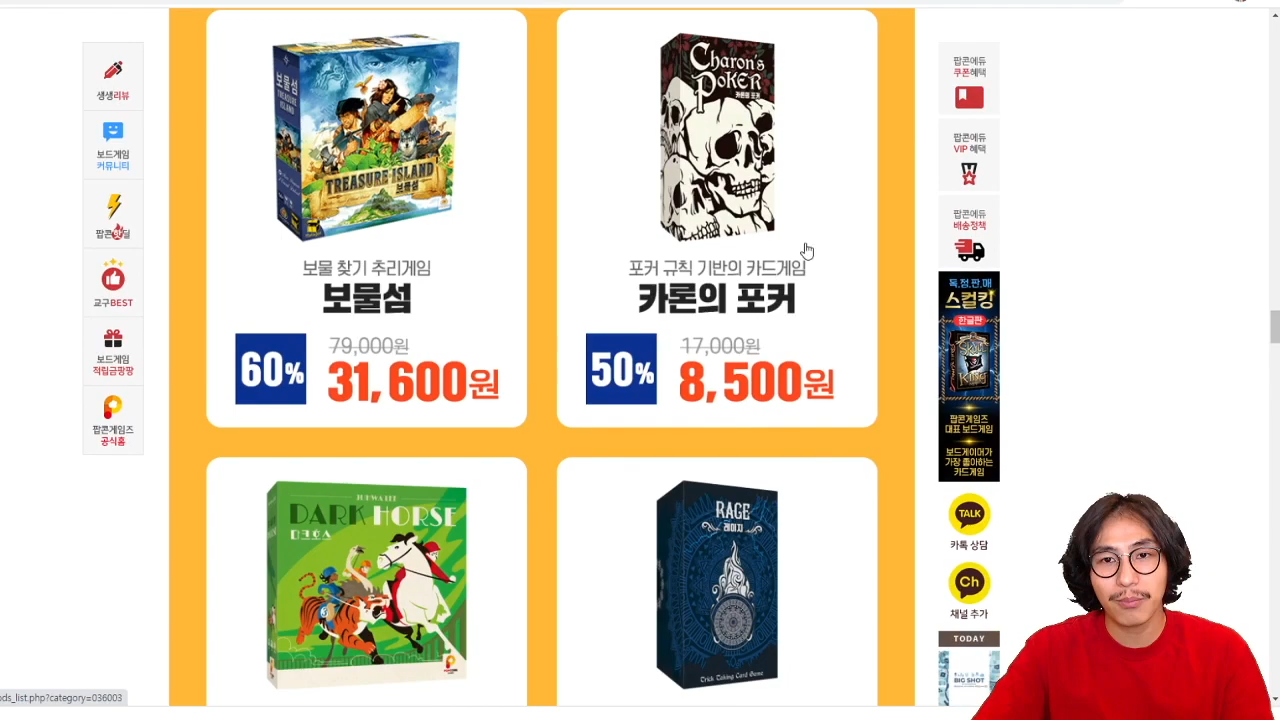 생생리뷰
보드게임
커뮤니티
팝콘핫딜
교구BEST
보드게임
적립금팡팡
팝콘게임즈
공식홈
보물섬
TREASURE ISLAND
TREASURE ISLAND
보물섬
보물 찾기 추리게임
보물섬
60%
79,000원
31,600원
Charon's
POKER
카론의 포커
포커 규칙 기반의 카드게임
카론의 포커
50%
17,000원
8,500원
DARK HORSE
다크호스
RAGE
레이지
Trick Taking Card Game
팝콘에듀
쿠폰혜택
팝콘에듀
VIP 혜택
팝콘에듀
배송정책
독.점.판.매
스컬킹
한글판
SKULL
KING
팝콘게임즈
대표 보드게임
보드게이머가
가장 좋아하는
카드게임
TALK
카톡 상담
Ch
채널 추가
TODAY
BIG SHOT
ods_list.php?category=036003